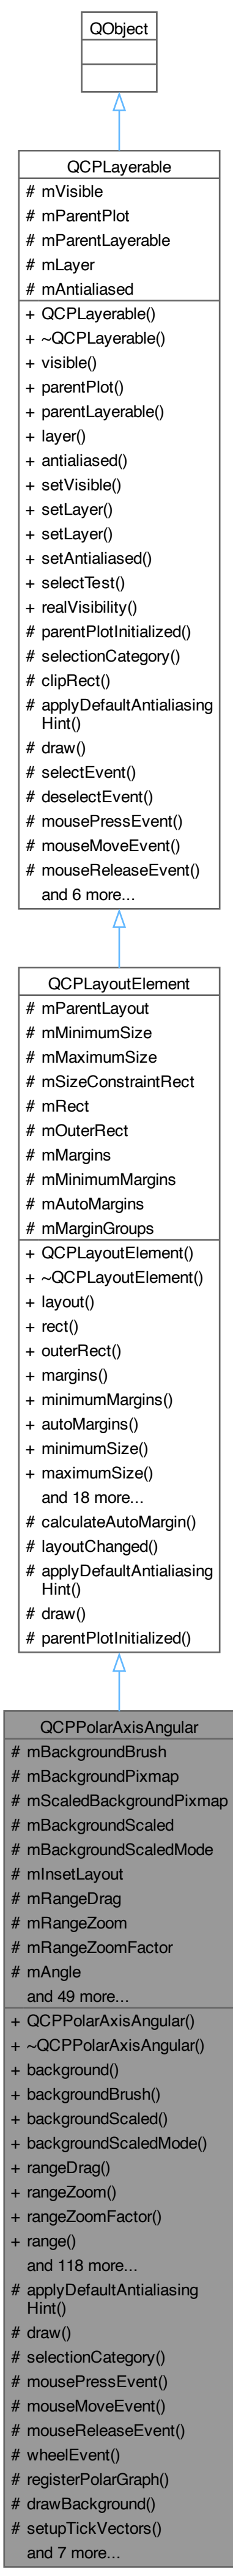 QObject
QCPLayerable
# mVisible
# mParentPlot
# mParentLayerable
# mLayer
# mAntialiased
+ QCPLayerable()
+ ~QCPLayerable()
+ visible()
+ parentPlot()
+ parentLayerable()
+ layer()
+ antialiased()
+ setVisible()
+ setLayer()
+ setLayer()
+ setAntialiased()
+ selectTest()
+ realVisibility()
# parentPlotInitialized()
# selectionCategory()
# clipRect()
# applyDefaultAntialiasing
Hint()
# draw()
# selectEvent()
# deselectEvent()
# mousePressEvent()
# mouseMoveEvent()
# mouseReleaseEvent()
and 6 more...
QCPLayoutElement
# mParentLayout
# mMinimumSize
# mMaximumSize
# mSizeConstraintRect
# mRect
# mOuterRect
# mMargins
# mMinimumMargins
# mAutoMargins
# mMarginGroups
+ QCPLayoutElement()
+ ~QCPLayoutElement()
+ layout()
+ rect()
+ outerRect()
+ margins()
+ minimumMargins()
+ autoMargins()
+ minimumSize()
+ maximumSize()
and 18 more...
# calculateAutoMargin()
# layoutChanged()
# applyDefaultAntialiasing
Hint()
# draw()
# parentPlotInitialized()
QCPPolarAxisAngular
# mBackgroundBrush
# mBackgroundPixmap
# mScaledBackgroundPixmap
# mBackgroundScaled
# mBackgroundScaledMode
# mInsetLayout
# mRangeDrag
# mRangeZoom
# mRangeZoomFactor
# mAngle
and 49 more...
+ QCPPolarAxisAngular()
+ ~QCPPolarAxisAngular()
+ background()
+ backgroundBrush()
+ backgroundScaled()
+ backgroundScaledMode()
+ rangeDrag()
+ rangeZoom()
+ rangeZoomFactor()
+ range()
and 118 more...
# applyDefaultAntialiasing
Hint()
# draw()
# selectionCategory()
# mousePressEvent()
# mouseMoveEvent()
# mouseReleaseEvent()
# wheelEvent()
# registerPolarGraph()
# drawBackground()
# setupTickVectors()
and 7 more...